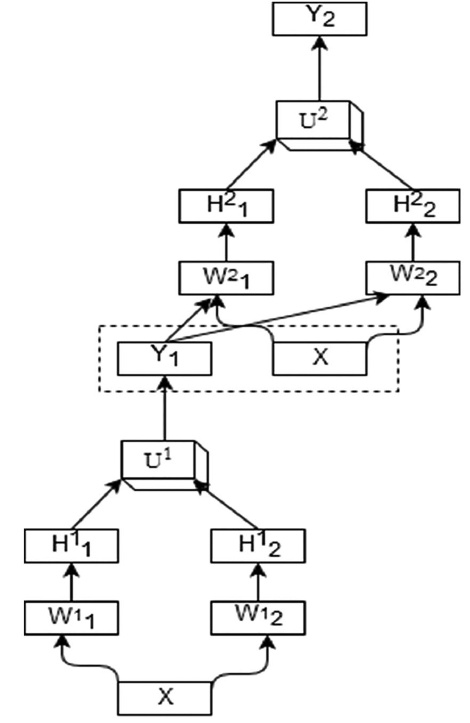 Y₂
U²
H²₁ H²₂
W²₁ W²₂
Y₁ X
U¹
H¹₁ H¹₂
W¹₁ W¹₂
X